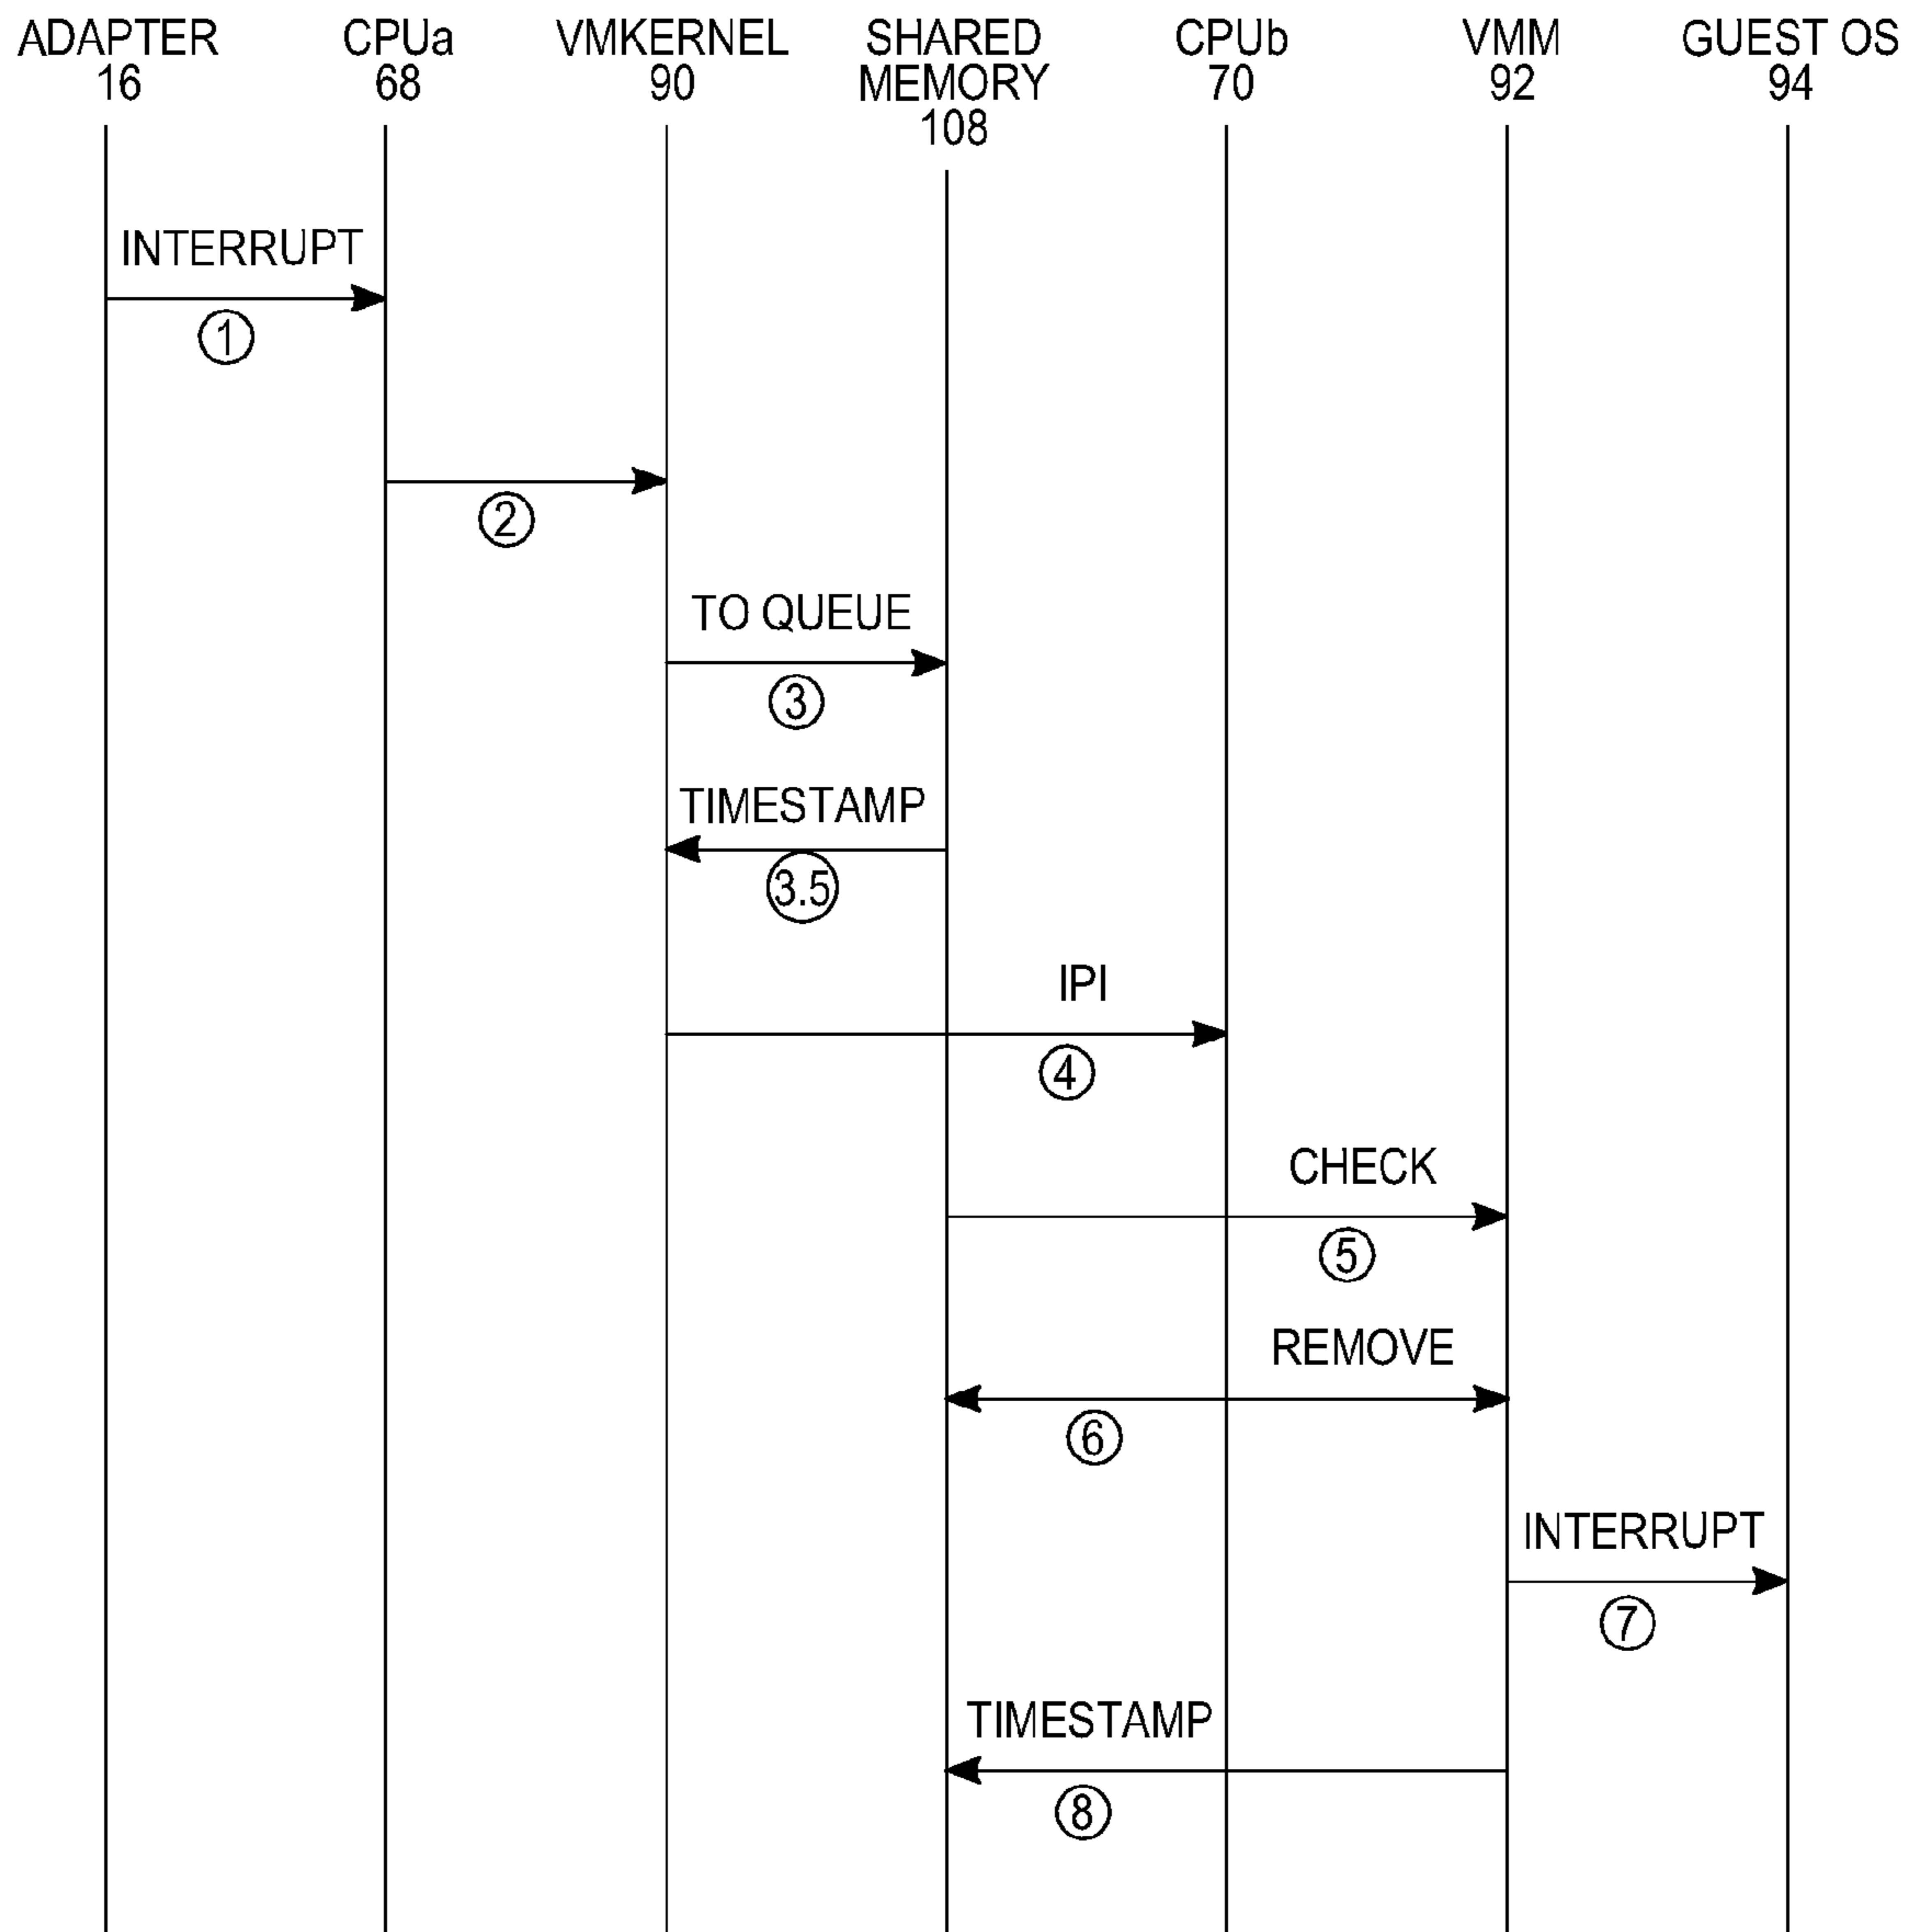 ADAPTER
16
CPUa
68
VMKERNEL
90
SHARED
MEMORY
108
CPUb
70
VMM
92
GUEST OS
94
INTERRUPT
1
2
TO QUEUE
3
TIMESTAMP
3.5
IPI
4
CHECK
5
REMOVE
6
INTERRUPT
7
TIMESTAMP
8